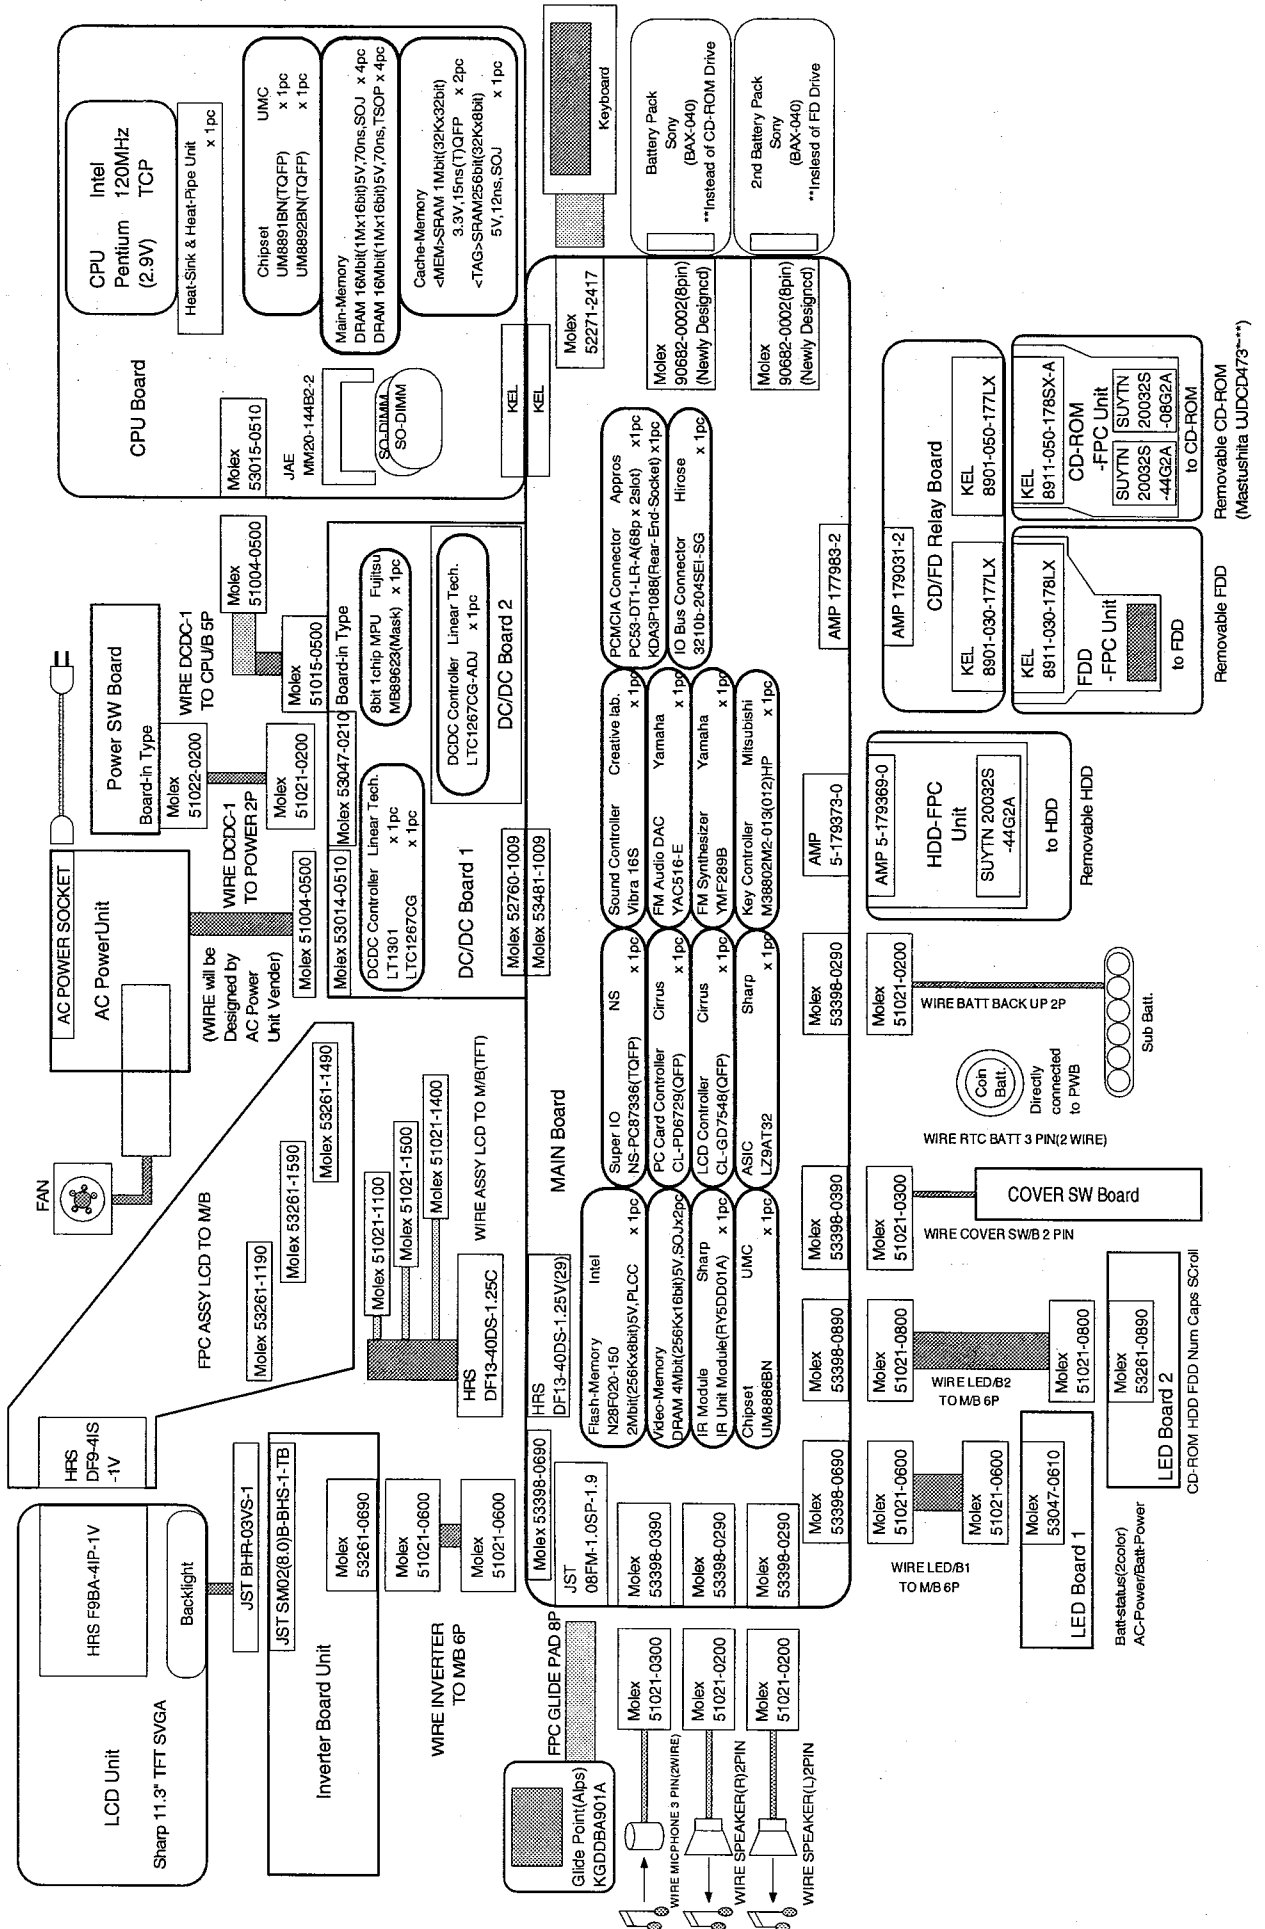 LCD Unit
Sharp 11.3" TFT SVGA
HRS F9BA-4IP-1V
Backlight
HRS
DF9-4IS
-1V
JST BHR-03VS-1
JST SM02(8.0)B-BHS-1-TB
Inverter Board Unit
Molex
53261-0690
Molex
51021-0600
Molex
51021-0600
WIRE INVERTER
TO M/B 6P
FPC ASSY LCD TO M/B
Molex 53261-1190
Molex 53261-1590
Molex 53261-1490
Molex 51021-1100
Molex 51021-1500
Molex 51021-1400
HRS
DF13-40DS-1.25C
WIRE ASSY LCD TO M/B(TFT)
FAN
AC POWER SOCKET
AC PowerUnit
(WIRE will be
Designed by
AC Power
Unit Vender)
Molex 51004-0500
Power SW Board
Board-in Type
Molex
51022-0200
Molex
51021-0200
WIRE DCDC-1
TO POWER 2P
WIRE DCDC-1
TO CPU/B 5P
Molex
51004-0500
Molex
51015-0500
Board-in Type
Molex 53014-0510
Molex 53047-0210
DCDC Controller Linear Tech.
LT1301 x 1pc
LTC1267CG x 1pc
8bit 1chip MPU Fujitsu
MB89623(Mask) x 1pc
DC/DC Board 1
DCDC Controller Linear Tech.
LTC1267CG-ADJ x 1pc
DC/DC Board 2
Molex 52760-1009
Molex 53481-1009
CPU Board
Molex
53015-0510
JAE
MM20-144B2-2
SO-DIMM
SO-DIMM
KEL
KEL
CPU Intel
Pentium 120MHz
(2.9V) TCP
Heat-Sink & Heat-Pipe Unit
x 1pc
Chipset UMC
UM8891BN(TQFP) x 1pc
UM8892BN(TQFP) x 1pc
Main-Memory
DRAM 16Mbit(1Mx16bit)5V,70ns,SOJ x 4pc
DRAM 16Mbit(1Mx16bit)5V,70ns,TSOP x 4pc
Cache-Memory
<MEM>SRAM 1Mbit(32Kx32bit)
3.3V,15ns(T)QFP x 2pc
<TAG>SRAM256bit(32Kx8bit)
5V,12ns,SOJ x 1pc
Keyboard
Molex
52271-2417
Battery Pack
Sony
(BAX-040)
**Instead of CD-ROM Drive
2nd Battery Pack
Sony
(BAX-040)
**Inslesd of FD Drive
Molex
90682-0002(8pin)
(Newly Designcd)
Molex
90682-0002(8pin)
(Newly Designcd)
MAIN Board
HRS
DF13-40DS-1.25V(29)
Molex 53398-0690
JST
08FM-1.0SP-1.9
Molex
53398-0390
Molex
53398-0290
Molex
53398-0290
Flash-Memory Intel
N28F020-150
2Mbit(256Kx8bit)5V,PLCC x 1pc
Video-Memory
DRAM 4Mbit(256Kx16bit)5V,SOJx2pc
IR Module Sharp
IR Unit Module(RY5DD01A) x 1pc
Chipset UMC
UM8886BN x 1pc
Super IO NS
NS-PC87336(TQFP) x 1pc
PC Card Controller Cirrus
CL-PD6729(QFP) x 1pc
LCD Controller Cirrus
CL-GD7548(QFP) x 1pc
ASIC Sharp
LZ9AT32 x 1pc
Sound Controller Creative lab.
Vibra 16S x 1pc
FM Audio DAC Yamaha
YAC516-E x 1pc
FM Synthesizer Yamaha
YMF289B x 1pc
Key Controller Mitsubishi
M38802M2-013(012)HP x 1pc
PCMCIA Connector Appros
PC53-DT1-LR-A(68p x 2slot) x1pc
KDA3P1088(Rear-End-Socket) x1pc
IO Bus Connector Hirose
3210b-204SEI-SG x 1pc
Glide Point(Alps)
KGDDBA901A
FPC GLIDE PAD 8P
Molex
51021-0300
WIRE MICPHONE 3 PIN(2WIRE)
Molex
51021-0200
WIRE SPEAKER(R)2PIN
Molex
51021-0200
WIRE SPEAKER(L)2PIN
Molex
53398-0690
Molex
53398-0890
Molex
53398-0390
Molex
53398-0290
AMP
5-179373-0
AMP 177983-2
Molex
51021-0600
Molex
51021-0600
WIRE LED/B1
TO M/B 6P
Molex
53047-0610
LED Board 1
Batt-status(2color)
AC-Power/Batt-Power
Molex
51021-0800
WIRE LED/B2
TO M/B 6P
Molex
51021-0800
Molex
53261-0890
LED Board 2
CD-ROM HDD FDD Num Caps SCroll
Molex
51021-0300
WIRE COVER SW/B 2 PIN
COVER SW Board
WIRE RTC BATT 3 PIN(2 WIRE)
Coin
Batt.
Directly
connected
to PWB
Molex
51021-0200
WIRE BATT BACK UP 2P
Sub Batt.
AMP 5-179369-0
HDD-FPC
Unit
SUYTN 20032S
-44G2A
to HDD
Removable HDD
AMP 179031-2
CD/FD Relay Board
KEL
8901-030-177LX
KEL
8901-050-177LX
KEL
8911-030-178LX
FDD
-FPC Unit
to FDD
Removable FDD
KEL
8911-050-178SX-A
CD-ROM
-FPC Unit
SUYTN
20032S
-44G2A
SUYTN
20032S
-08G2A
to CD-ROM
Removable CD-ROM
(Mastushita UJDCD473*-**)